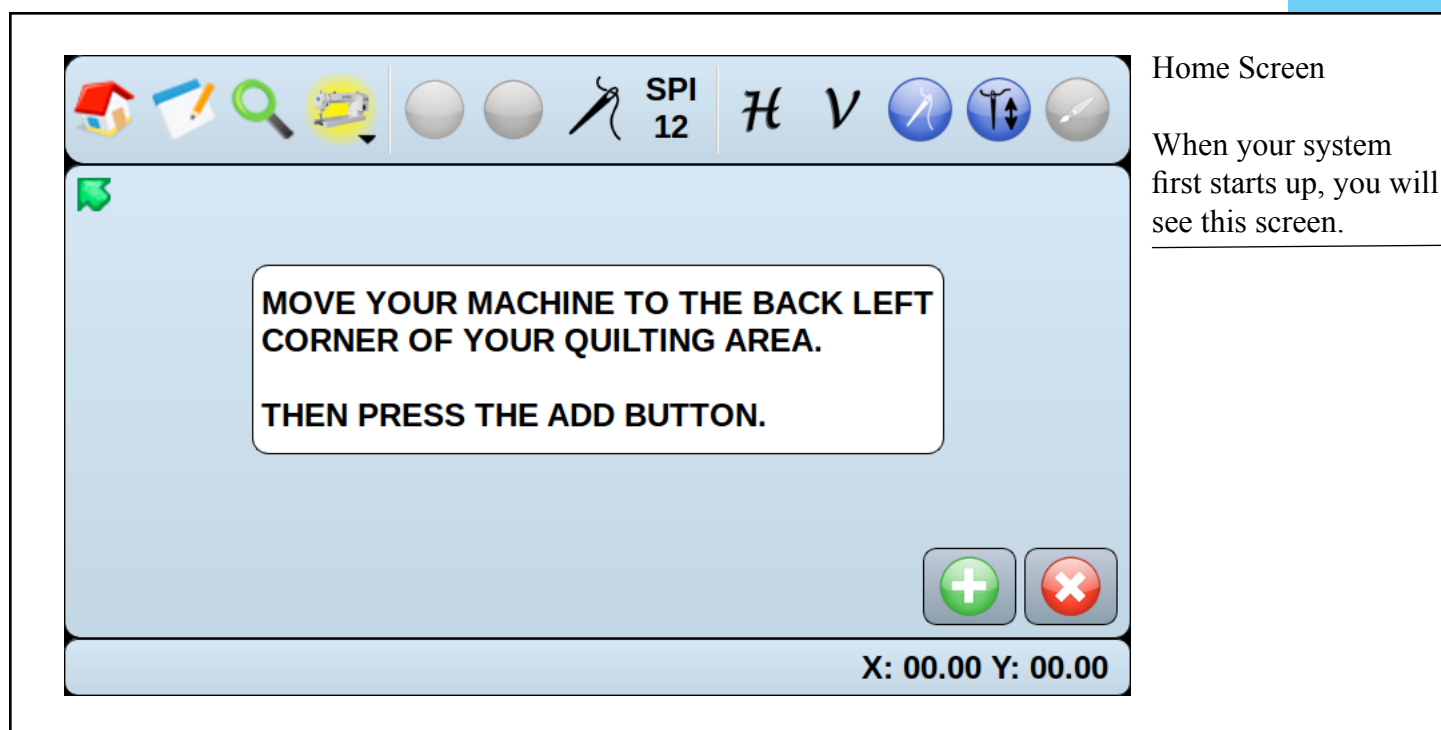 SPI
12
H V
MOVE YOUR MACHINE TO THE BACK LEFT
CORNER OF YOUR QUILTING AREA.
THEN PRESS THE ADD BUTTON.
X: 00.00 Y: 00.00
Home Screen
When your system
first starts up, you will
see this screen.